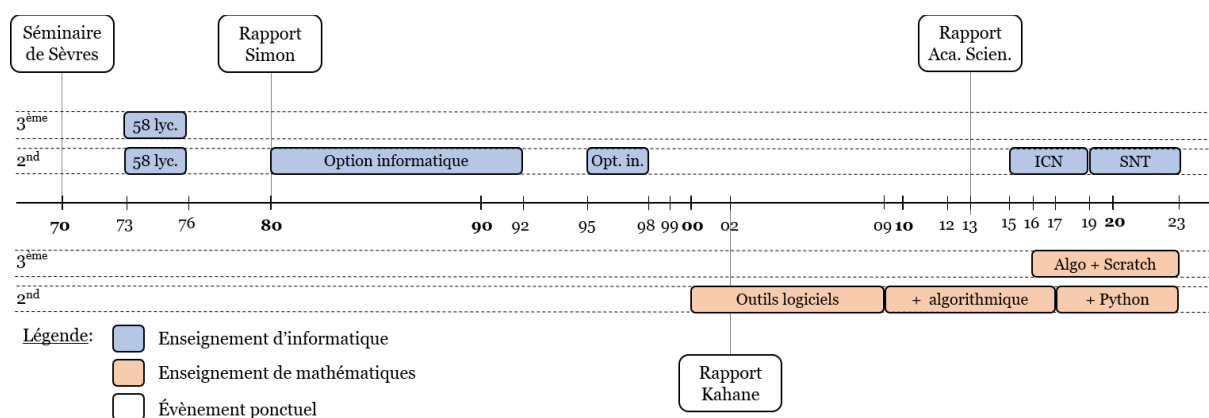 Séminaire
de Sèvres
Rapport
Simon
Rapport
Aca. Scien.
3ème 58 lyc.
2nd 58 lyc. Option informatique Opt. in. ICN SNT
70 73 76 80 90 92 95 98 99 00 02 09 10 12 13 15 16 17 19 20 23
3ème Algo + Scratch
2nd Outils logiciels + algorithmique + Python
Légende:
Enseignement d'informatique
Enseignement de mathématiques
Évènement ponctuel
Rapport
Kahane